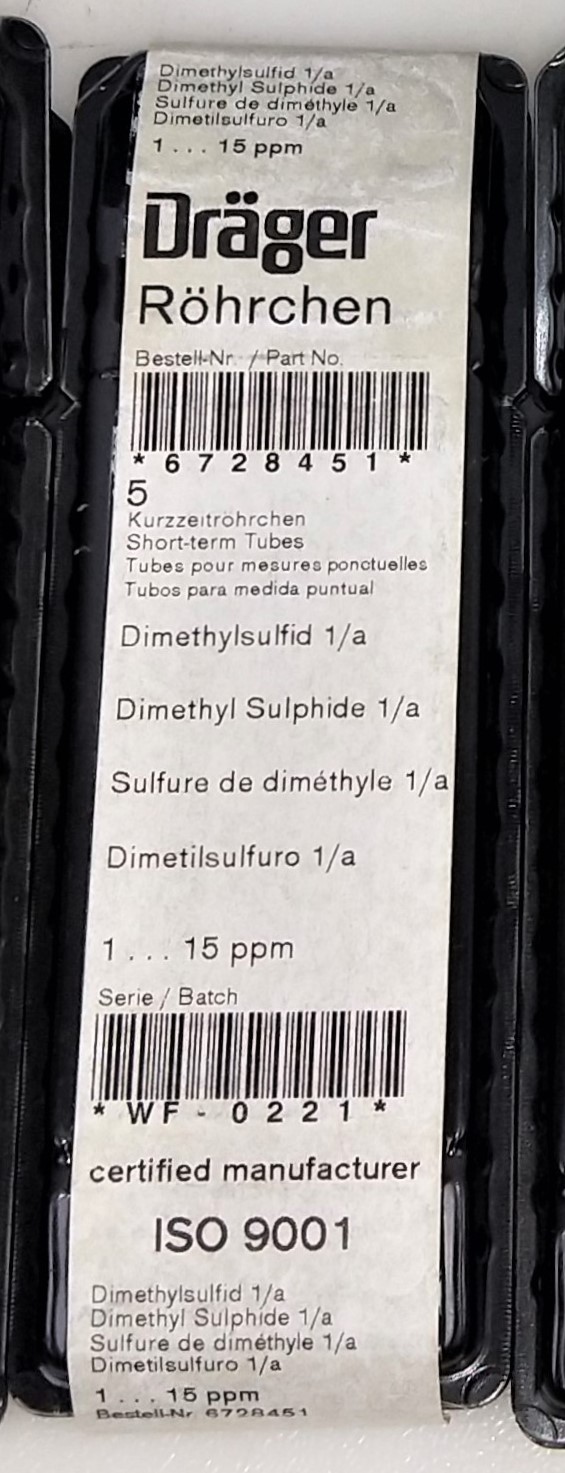 Dimethylsulfid 1/a
Dimethyl Sulphide 1/a
Sulfure de diméthyle 1/a
Dimetilsulfuro 1/a
1 . . . 15 ppm
Dräger
Röhrchen
Bestell-Nr. / Part No.
* 6 7 2 8 4 5 1 *
5
Kurzzeitröhrchen
Short-term Tubes
Tubes pour mesures ponctuelles
Tubos para medida puntual
Dimethylsulfid 1/a
Dimethyl Sulphide 1/a
Sulfure de diméthyle 1/a
Dimetilsulfuro 1/a
1 . . . 15 ppm
Serie / Batch
* W F - 0 2 2 1 *
certified manufacturer
ISO 9001
Dimethylsulfid 1/a
Dimethyl Sulphide 1/a
Sulfure de diméthyle 1/a
Dimetilsulfuro 1/a
1 . . . 15 ppm
Bestell-Nr. 6728451